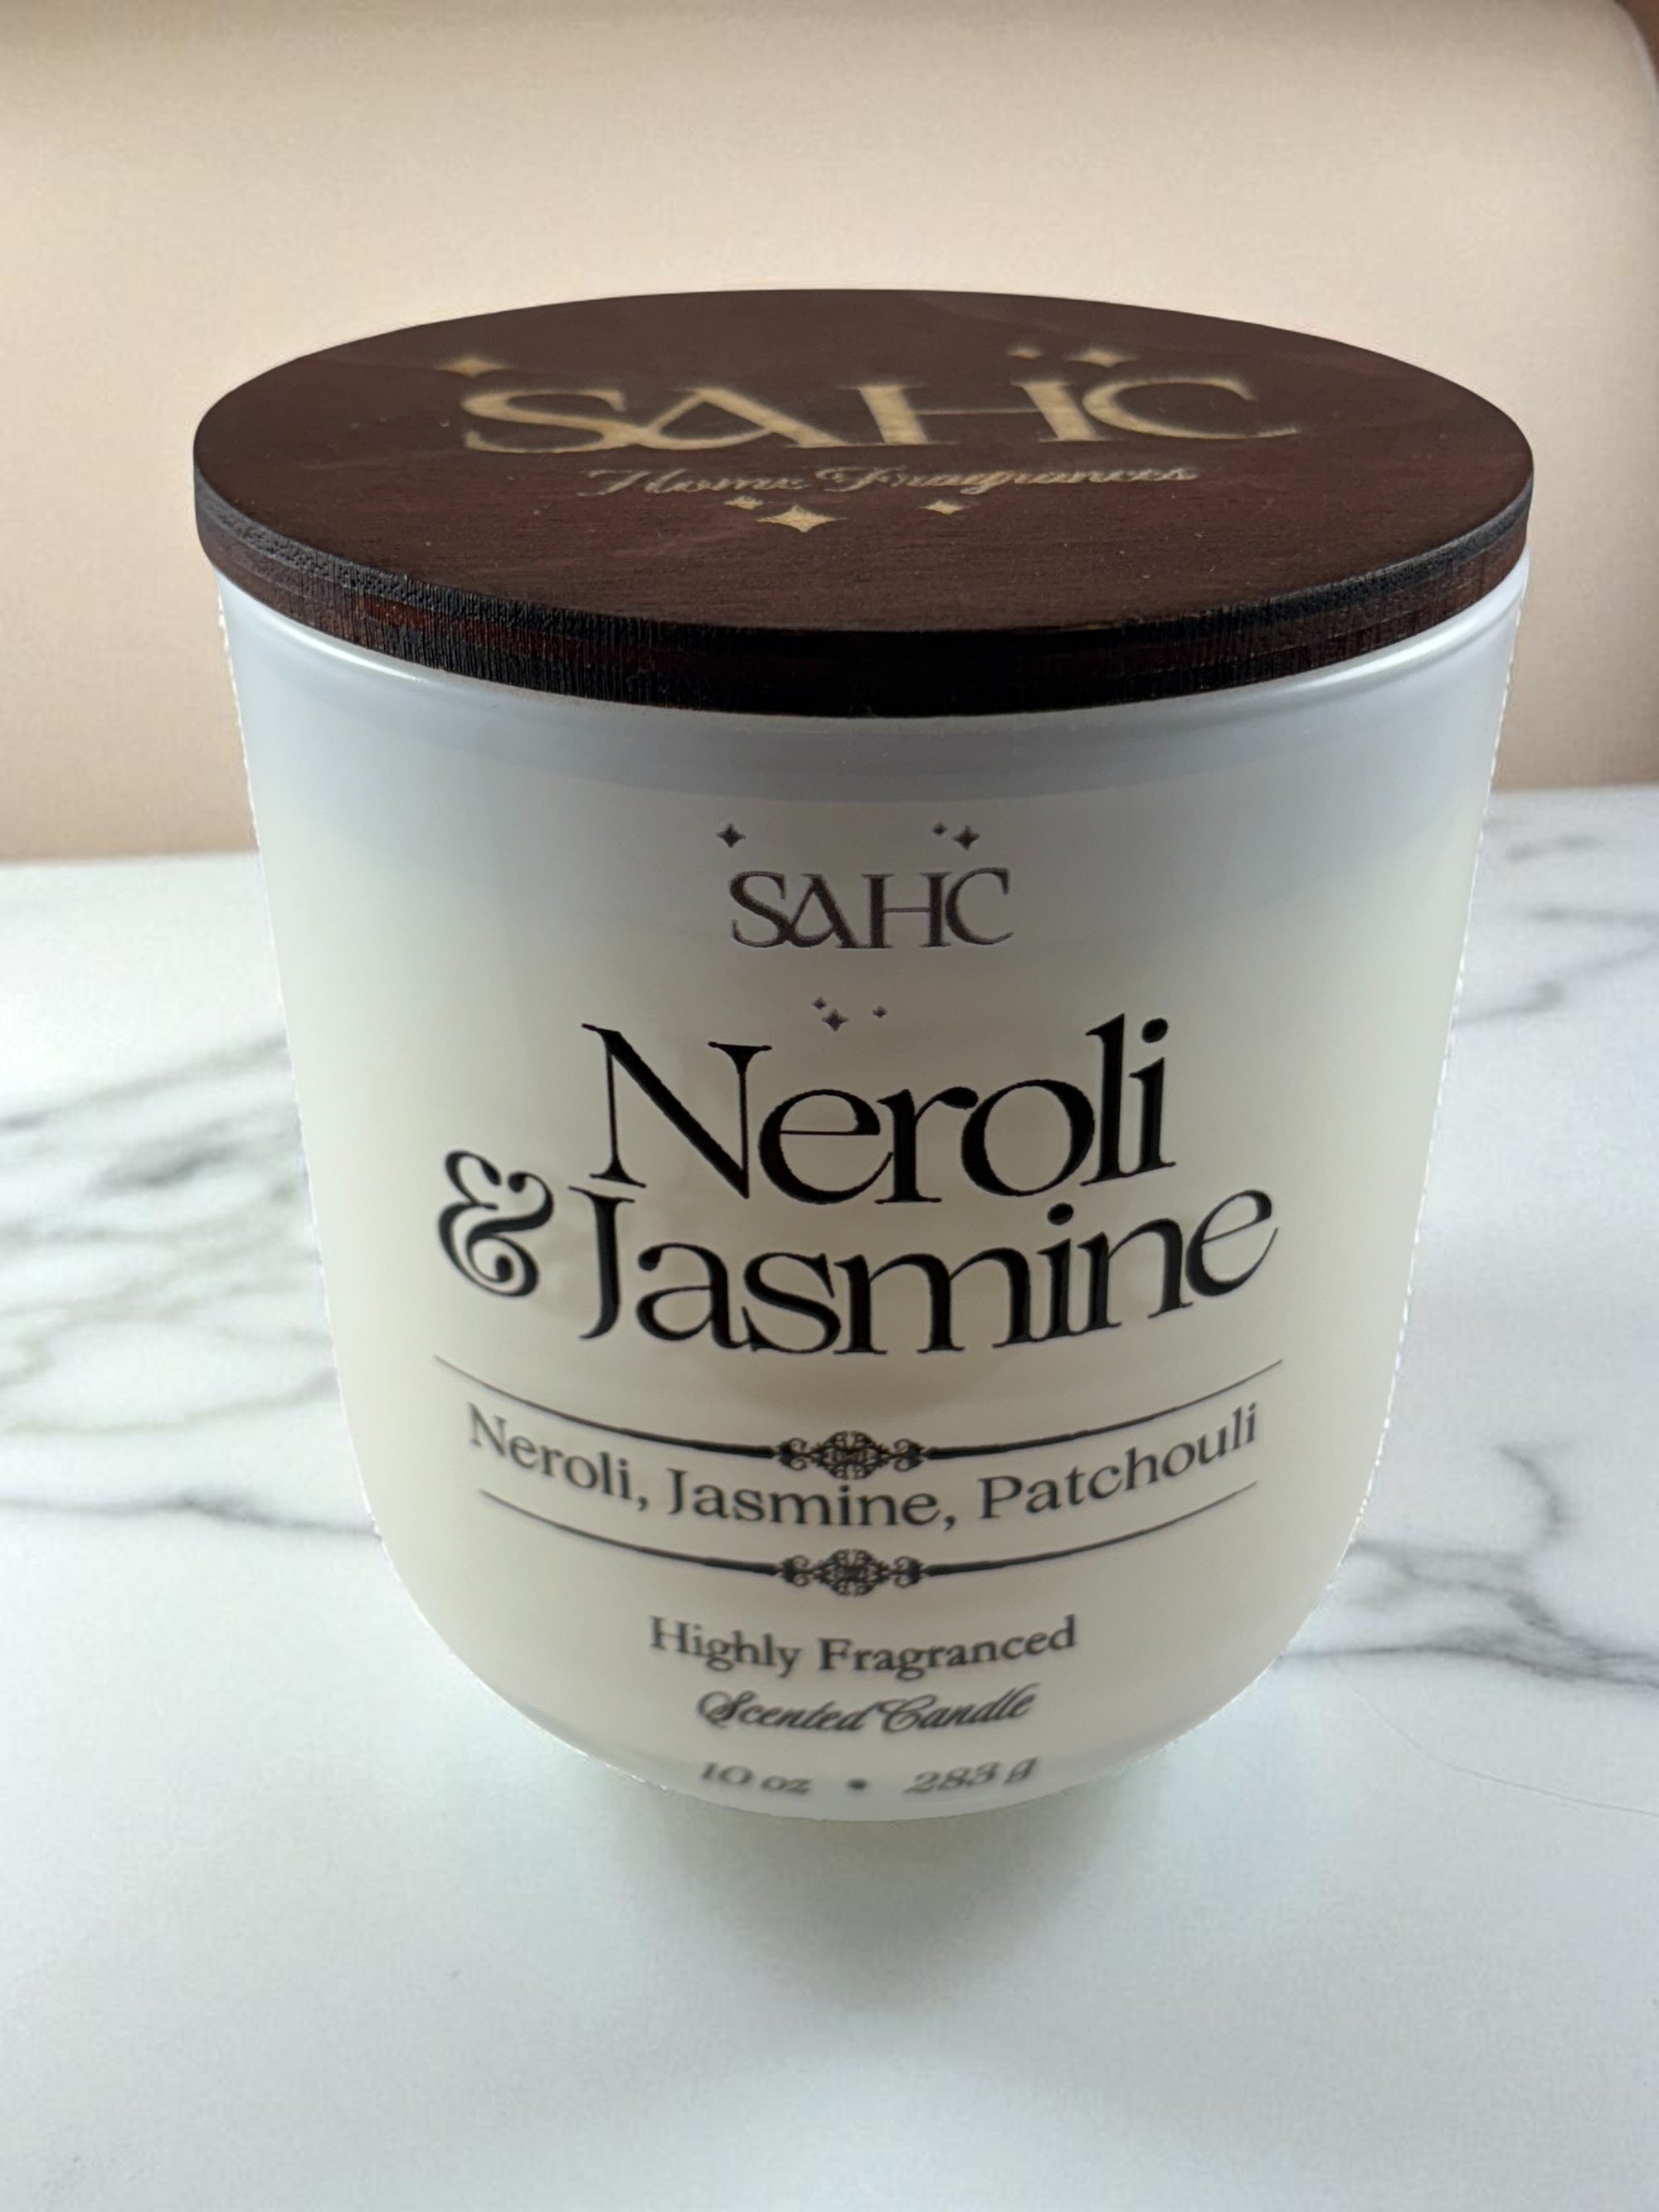 SAHC
Home Fragrances
SAHC
Neroli
& Jasmine
Neroli, Jasmine, Patchouli
Highly Fragranced
Scented Candle
10 oz • 283 g